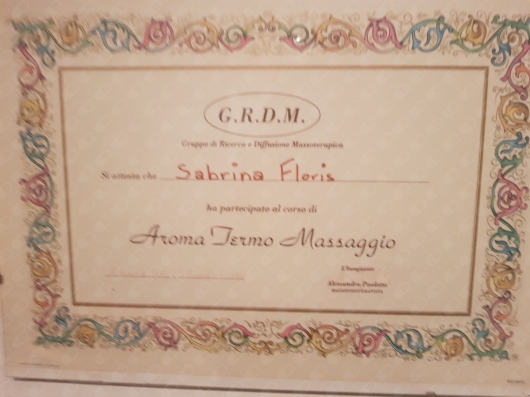 G.R.D.M.
Gruppo di Ricerca e Diffusione Massoterapica
Si attesta che Sabrina Floris
ha partecipato al corso di
Aroma Termo Massaggio
L'Insegnante
Alessandro